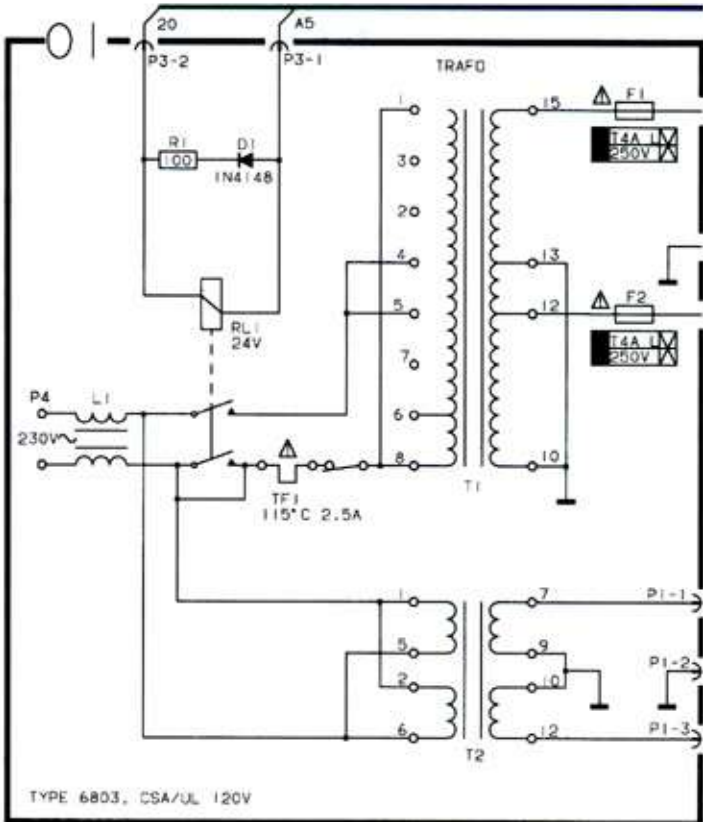 20 A5
P3-2 P3-1
TRAFO
1 15 F1
T4A L
250V
R1 D1
100
1N4148
3
2
4 13
5 12 F2
RL1
24V
T4A L
250V
7
P4 L1
6
230V~
8 10
T1
TF1
115°C 2.5A
1 7 P1-1
5 9
P1-2
2 10
6 12 P1-3
T2
TYPE 6803, CSA/UL 120V